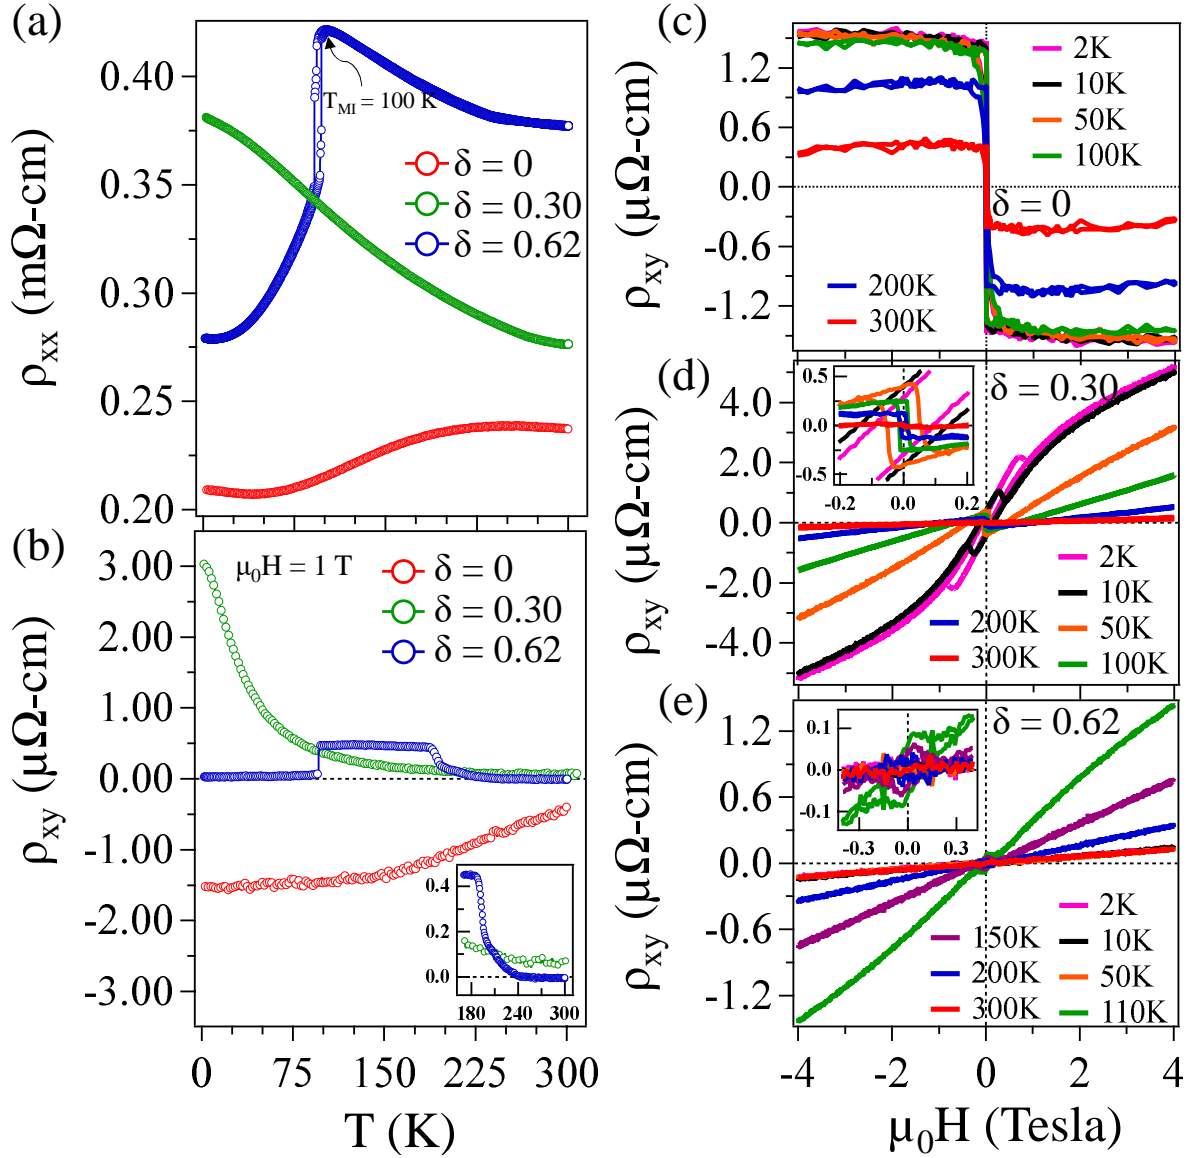 (a)
0.40
0.35
0.30
0.25
0.20
ρxx (mΩ-cm)
TMI = 100 K
δ = 0
δ = 0.30
δ = 0.62
(b)
μ0H = 1 T
3.00
2.00
1.00
0.00
-1.00
-2.00
-3.00
ρxy (μΩ-cm)
δ = 0
δ = 0.30
δ = 0.62
0.4
0.2
0.0
180 240 300
0 75 150 225 300
T (K)
(c)
1.2
0.6
0.0
-0.6
-1.2
ρxy (μΩ-cm)
2K
10K
50K
100K
δ = 0
200K
300K
(d)
4.0
2.0
0.0
-2.0
-4.0
ρxy (μΩ-cm)
δ = 0.30
0.5
0.0
-0.5
-0.2 0.0 0.2
2K
10K
200K 50K
300K 100K
(e)
1.2
0.6
0.0
-0.6
-1.2
ρxy (μΩ-cm)
δ = 0.62
0.1
0.0
-0.1
-0.3 0.0 0.3
2K
150K 10K
200K 50K
300K 110K
-4 -2 0 2 4
μ0H (Tesla)